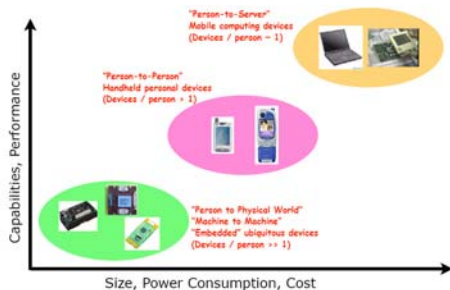 "Person-to-Server"
Mobile computing devices
(Devices / person ~ 1)
"Person-to-Person"
Handheld personal devices
(Devices / person > 1)
"Person to Physical World"
"Machine to Machine"
"Embedded" ubiquitous devices
(Devices / person >> 1)
Capabilities, Performance
Size, Power Consumption, Cost